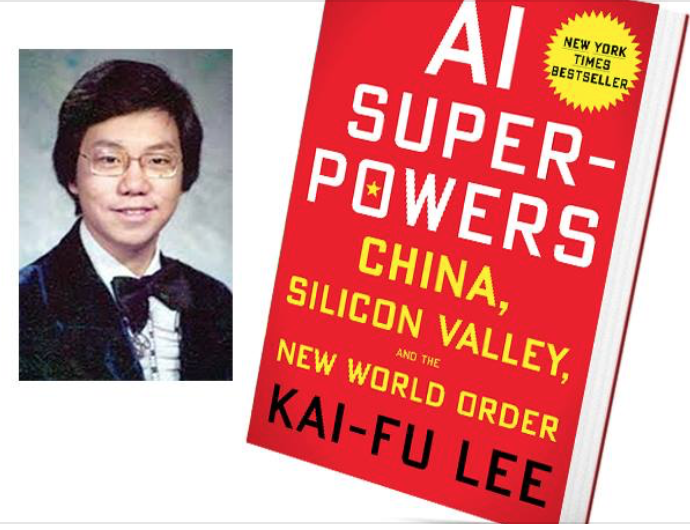 AI
SUPER-
POWERS
CHINA,
SILICON VALLEY,
AND THE
NEW WORLD ORDER
KAI-FU LEE
NEW YORK
TIMES
BESTSELLER